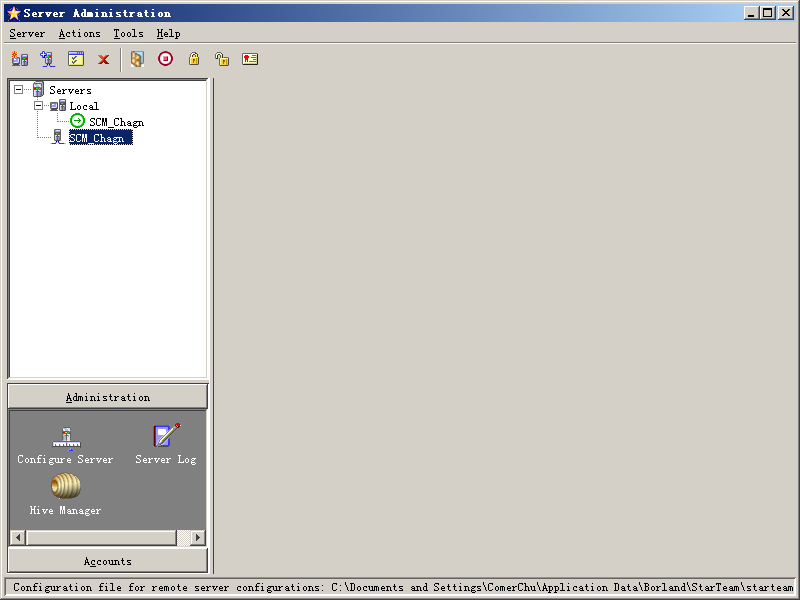 Server Administration
Server Actions Tools Help
Servers
Local
SCM_Chagn
SCM_Chagn
Administration
Configure Server Server Log
Hive Manager
Accounts
Configuration file for remote server configurations: C:\Documents and Settings\ComerChu\Application Data\Borland\StarTeam\starteam